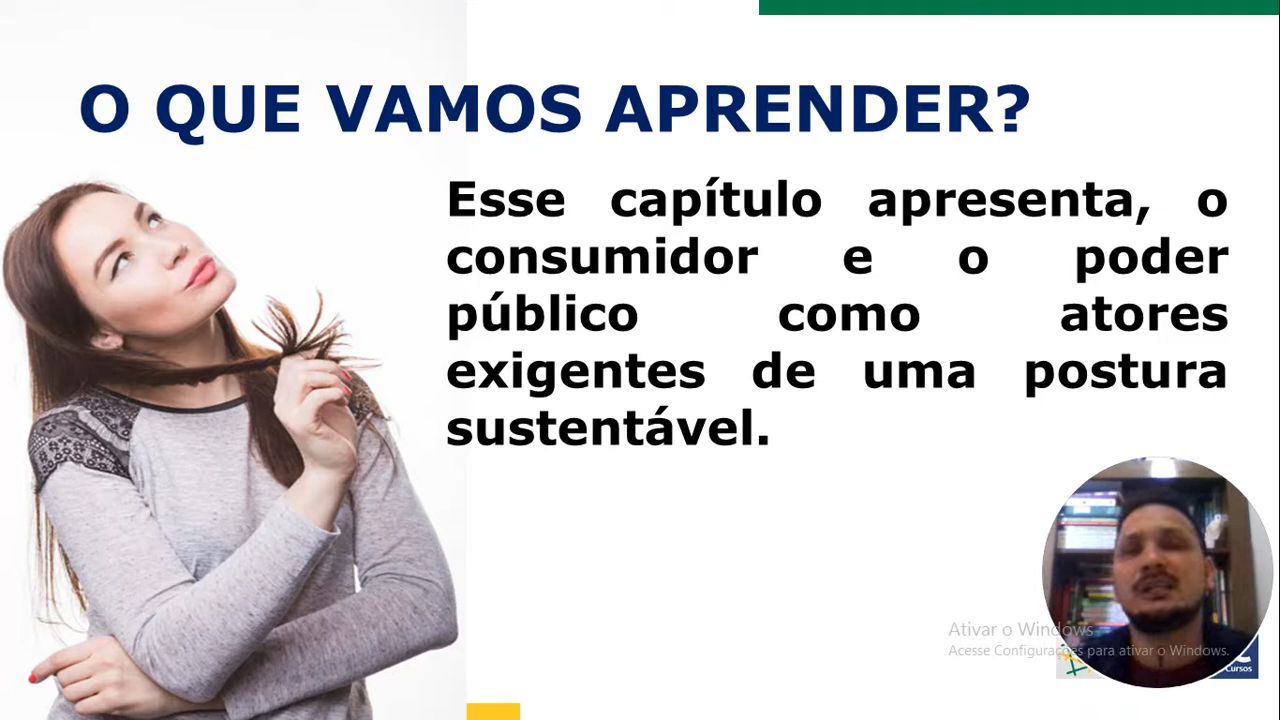 O QUE VAMOS APRENDER?
Esse capítulo apresenta, o
consumidor e o poder
público como atores
exigentes de uma postura
sustentável.
Ativar o Windows
Acesse Configurações para ativar o Windows.
Cursos